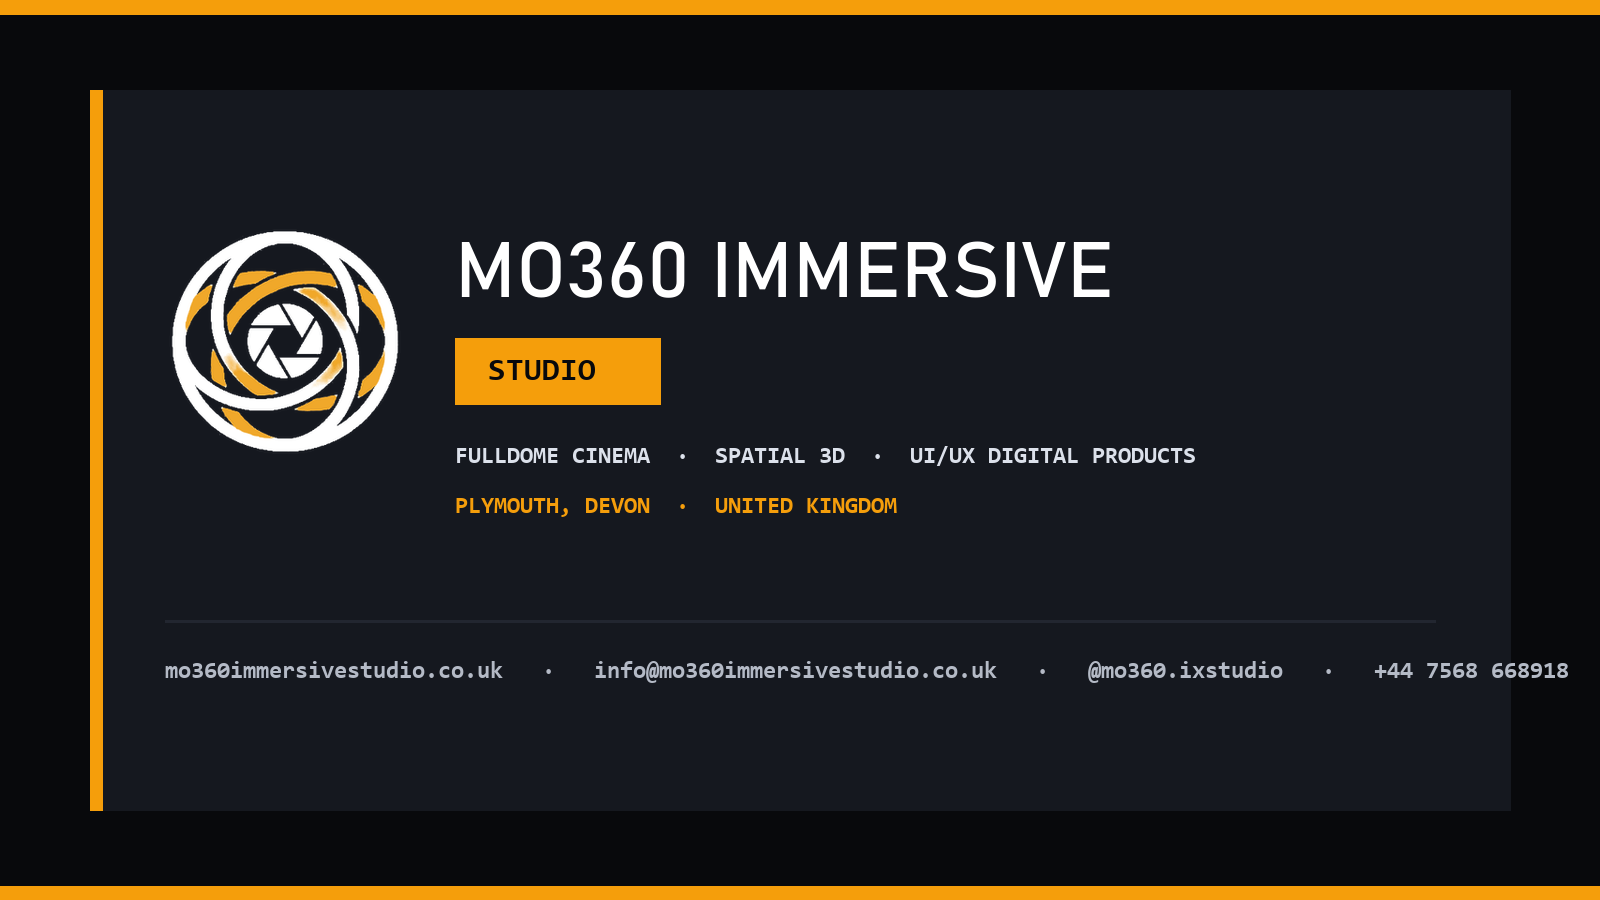 MO360 IMMERSIVE
STUDIO
FULLDOME CINEMA · SPATIAL 3D · UI/UX DIGITAL PRODUCTS
PLYMOUTH, DEVON · UNITED KINGDOM
mo360immersivestudio.co.uk · info@mo360immersivestudio.co.uk · @mo360.ixstudio · +44 7568 668918